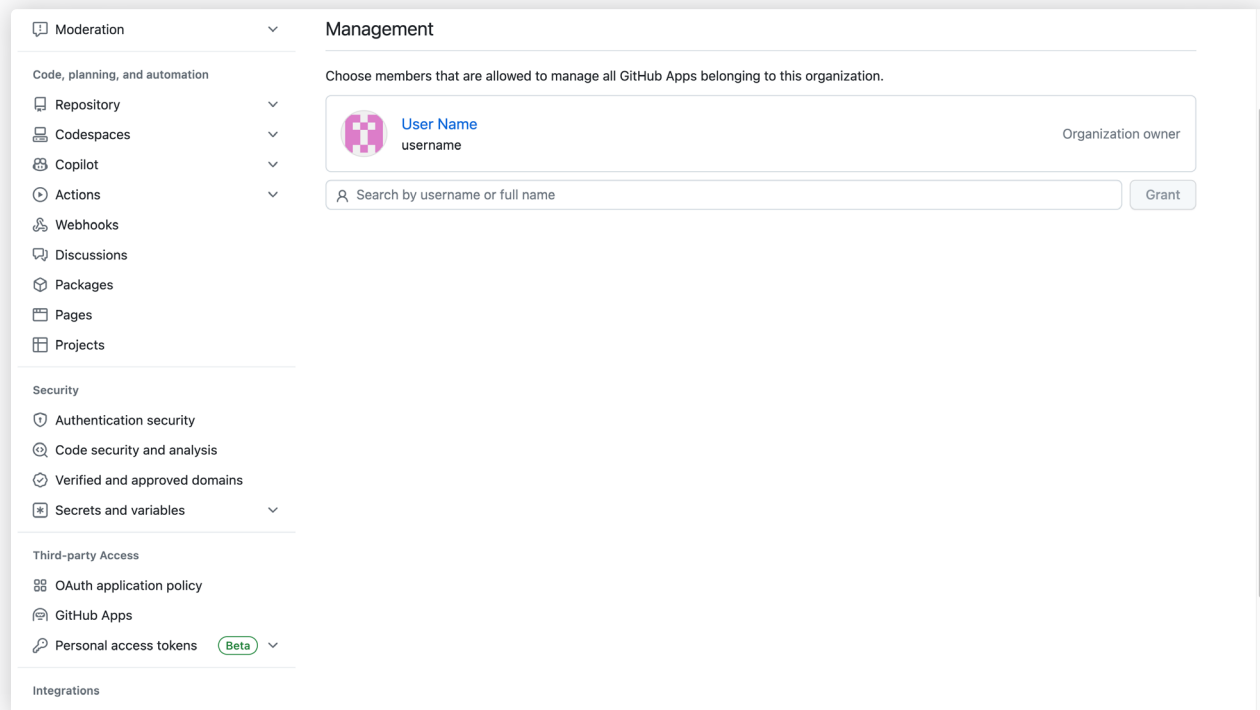 Moderation
Code, planning, and automation
Repository
Codespaces
Copilot
Actions
Webhooks
Discussions
Packages
Pages
Projects
Security
Authentication security
Code security and analysis
Verified and approved domains
Secrets and variables
Third-party Access
OAuth application policy
GitHub Apps
Personal access tokens Beta
Integrations
Management
Choose members that are allowed to manage all GitHub Apps belonging to this organization.
User Name
username
Organization owner
Search by username or full name
Grant